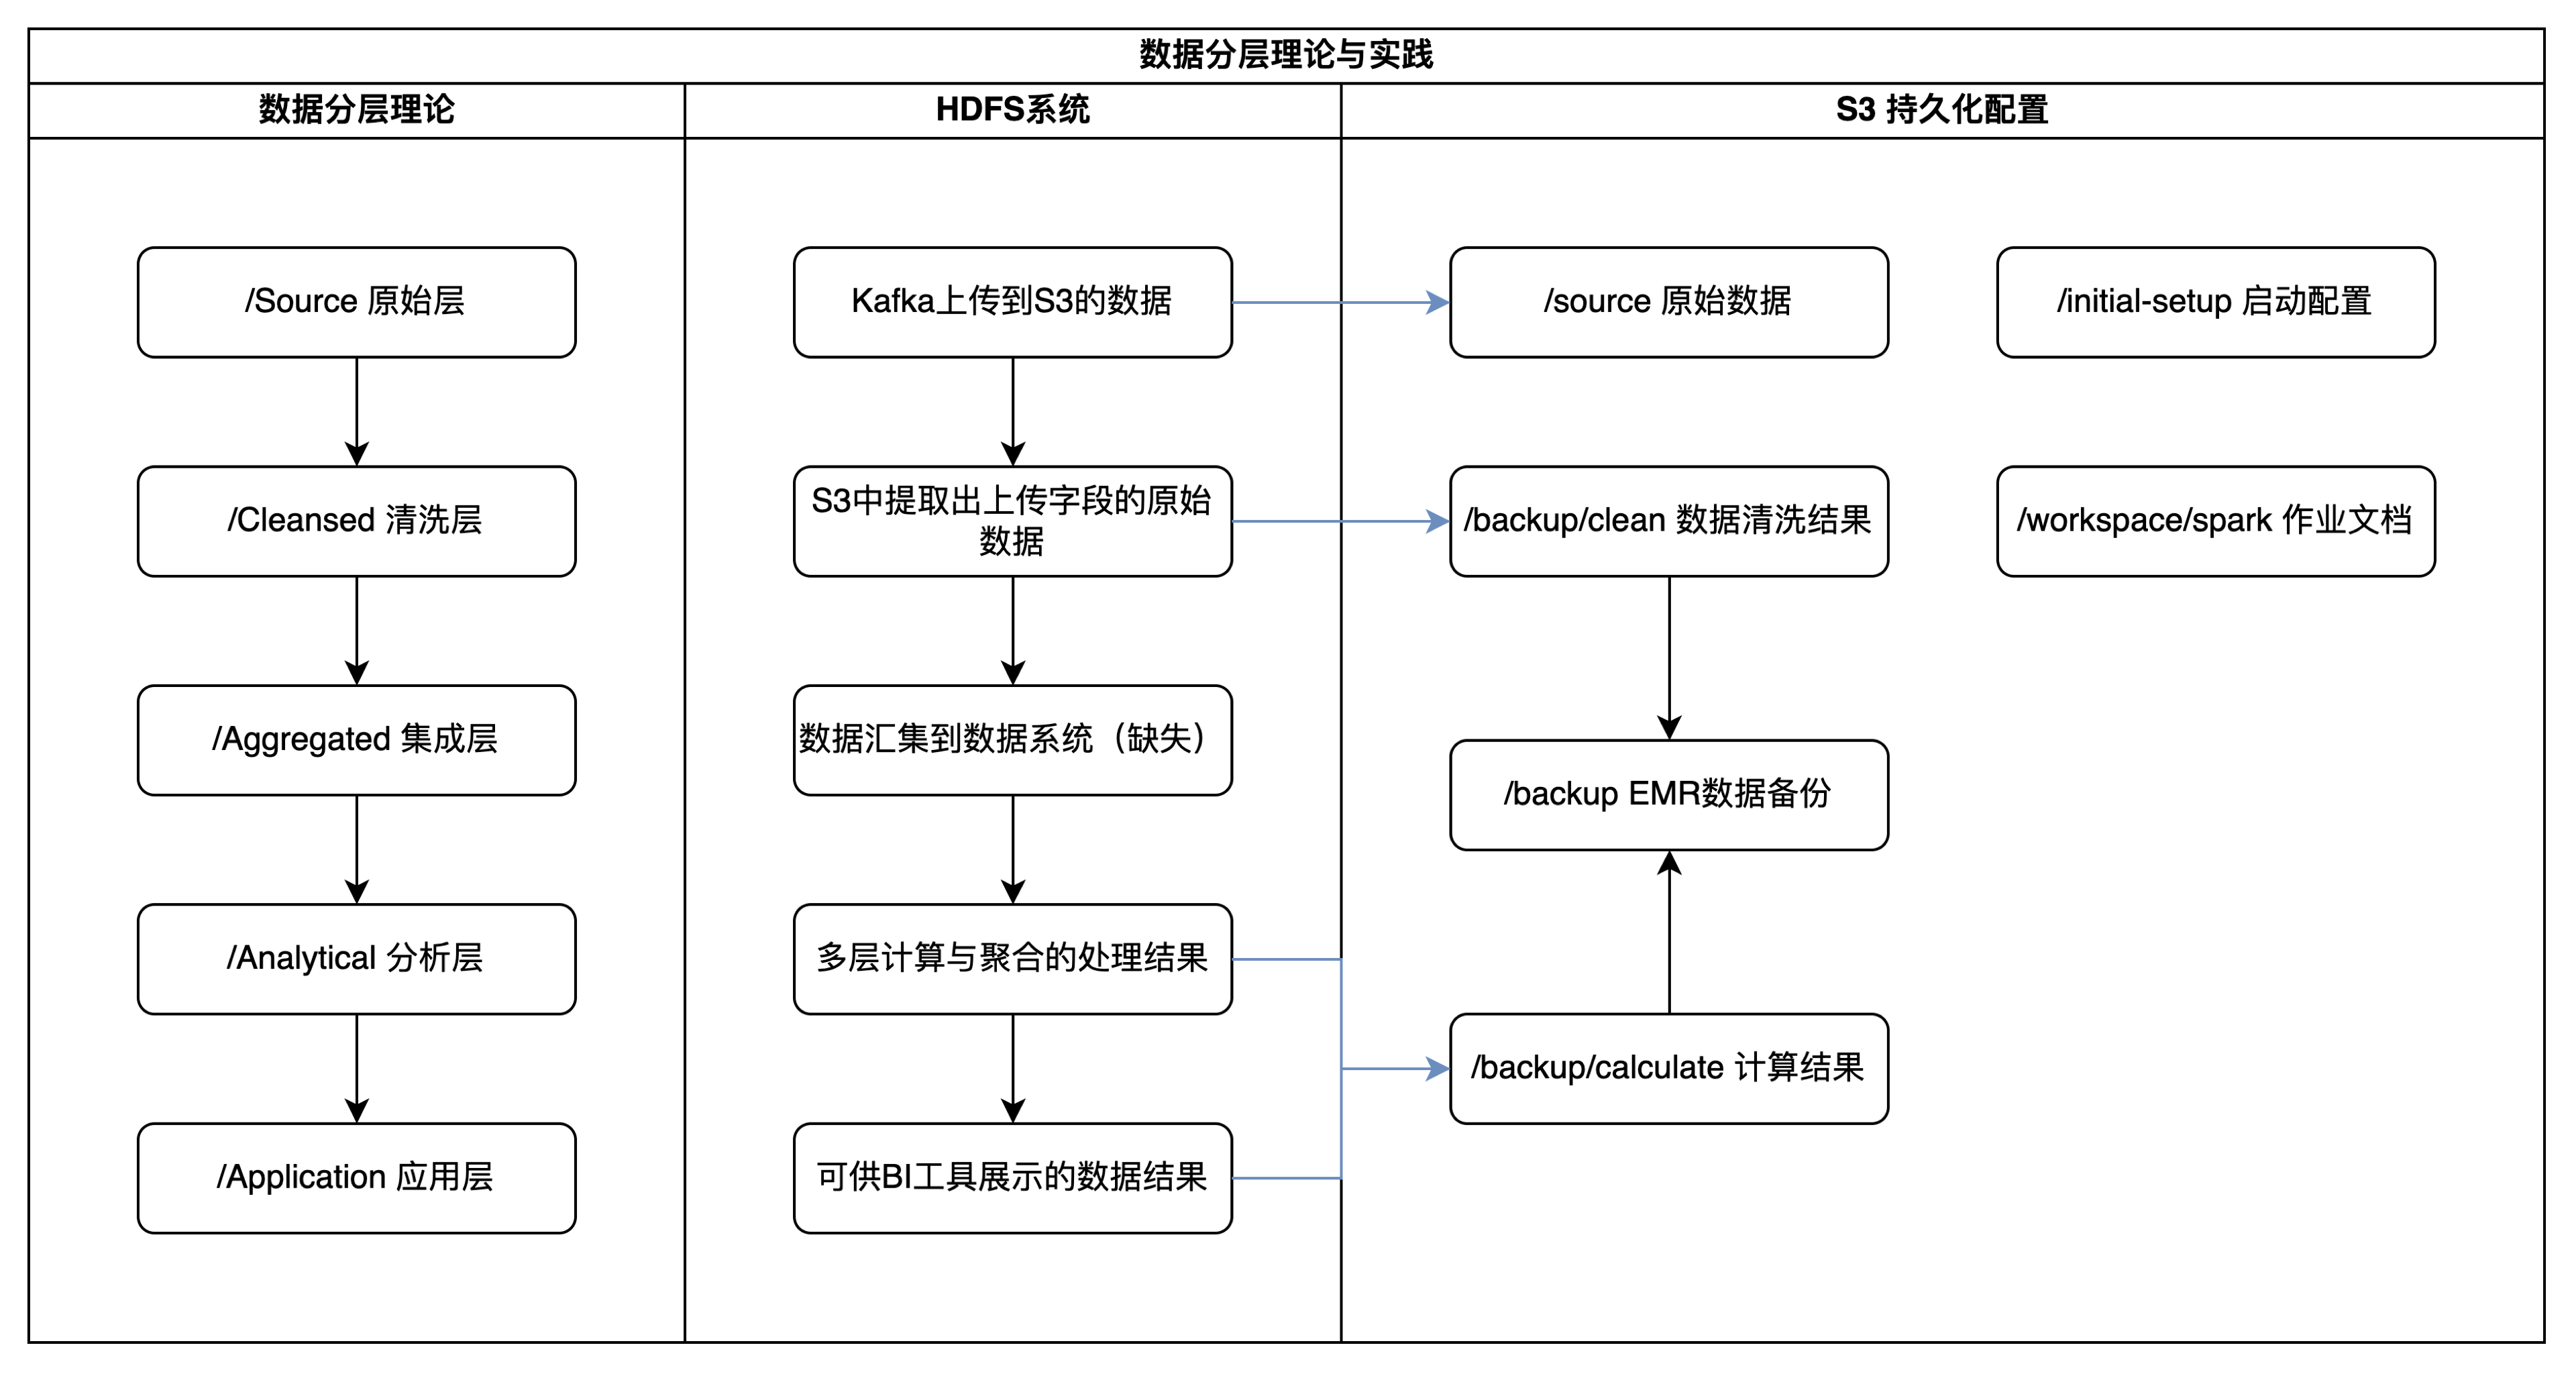 数据分层理论与实践
数据分层理论
HDFS系统
S3 持久化配置
/Source 原始层
/Cleansed 清洗层
/Aggregated 集成层
/Analytical 分析层
/Application 应用层
Kafka上传到S3的数据
S3中提取出上传字段的原始
数据
数据汇集到数据系统（缺失）
多层计算与聚合的处理结果
可供BI工具展示的数据结果
/source 原始数据
/backup/clean 数据清洗结果
/backup EMR数据备份
/backup/calculate 计算结果
/initial-setup 启动配置
/workspace/spark 作业文档